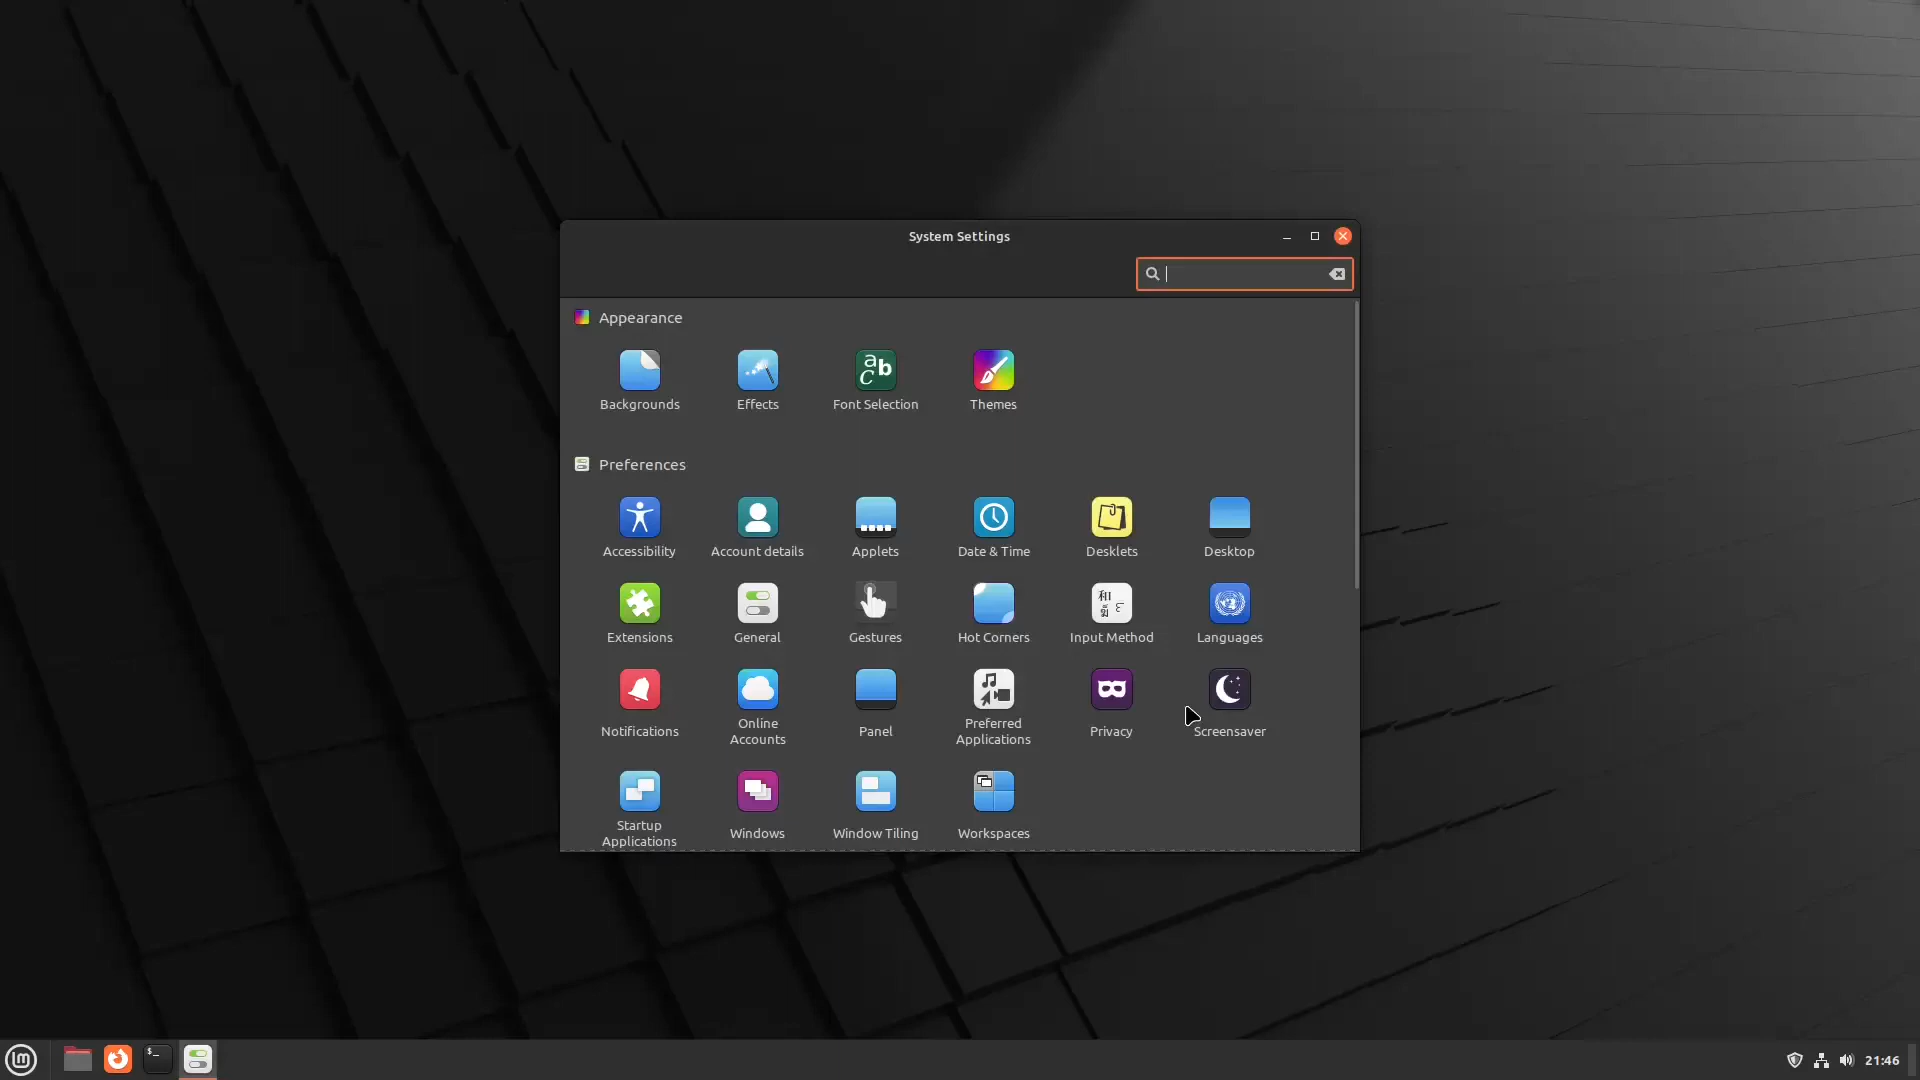 System Settings
Appearance
Backgrounds
Effects
Font Selection
Themes
Preferences
Accessibility
Account details
Applets
Date & Time
Desklets
Desktop
Extensions
General
Gestures
Hot Corners
Input Method
Languages
Notifications
Online
Accounts
Panel
Preferred
Applications
Privacy
Screensaver
Startup
Applications
Windows
Window Tiling
Workspaces
21:46